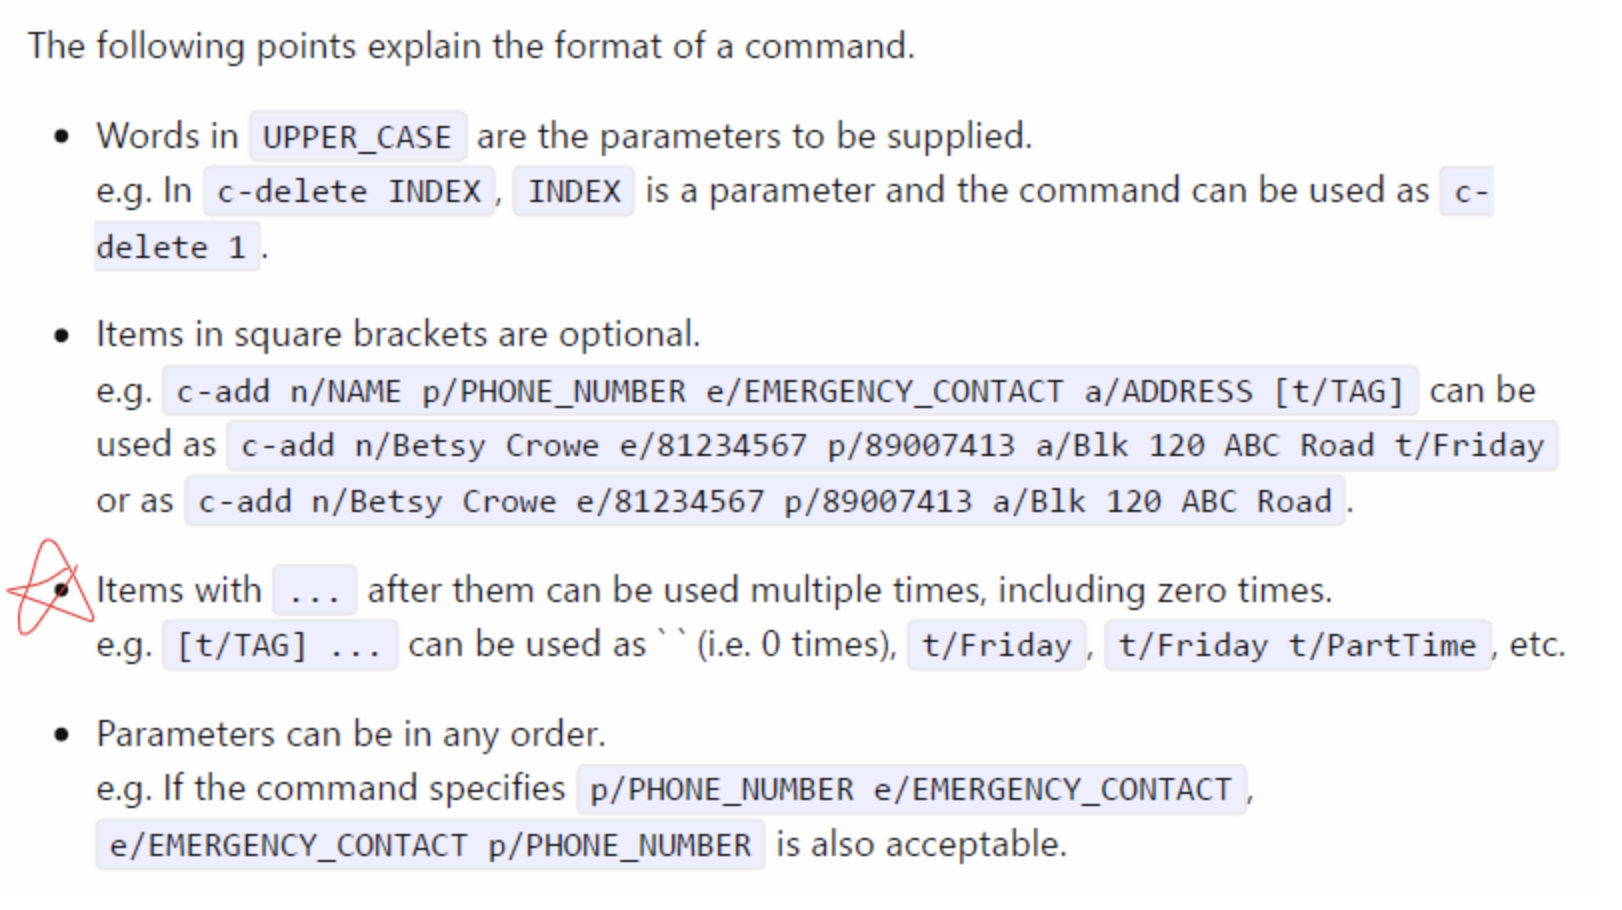 The following points explain the format of a command.
• Words in UPPER_CASE are the parameters to be supplied.
e.g. In c-delete INDEX, INDEX is a parameter and the command can be used as c-
delete 1.
• Items in square brackets are optional.
e.g. c-add n/NAME p/PHONE_NUMBER e/EMERGENCY_CONTACT a/ADDRESS [t/TAG] can be
used as c-add n/Betsy Crowe e/81234567 p/89007413 a/Blk 120 ABC Road t/Friday
or as c-add n/Betsy Crowe e/81234567 p/89007413 a/Blk 120 ABC Road.
• Items with ... after them can be used multiple times, including zero times.
e.g. [t/TAG] ... can be used as ` ` (i.e. 0 times), t/Friday, t/Friday t/PartTime, etc.
• Parameters can be in any order.
e.g. If the command specifies p/PHONE_NUMBER e/EMERGENCY_CONTACT,
e/EMERGENCY_CONTACT p/PHONE_NUMBER is also acceptable.